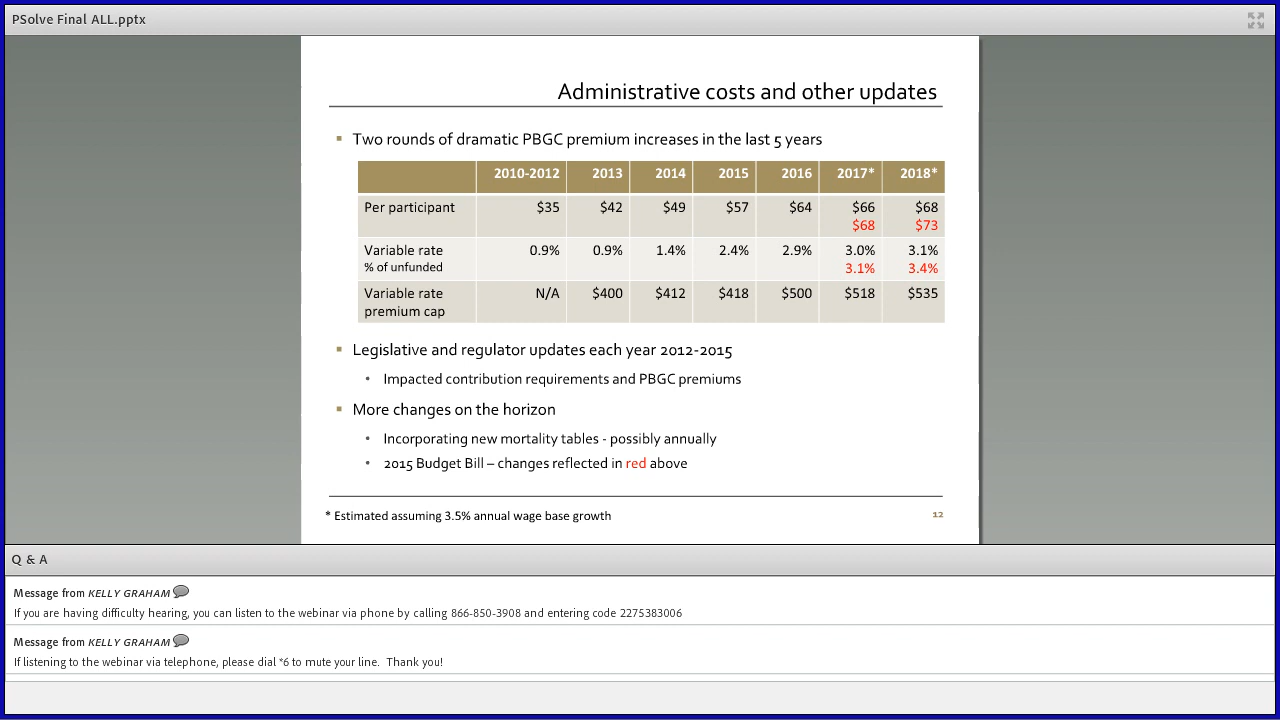 PSolve Final ALL.pptx
Administrative costs and other updates
Two rounds of dramatic PBGC premium increases in the last 5 years
2010-2012 2013 2014 2015 2016 2017* 2018*
Per participant $35 $42 $49 $57 $64 $66 $68
$68 $73
Variable rate 0.9% 0.9% 1.4% 2.4% 2.9% 3.0% 3.1%
% of unfunded 3.1% 3.4%
Variable rate N/A $400 $412 $418 $500 $518 $535
premium cap
Legislative and regulator updates each year 2012-2015
• Impacted contribution requirements and PBGC premiums
More changes on the horizon
• Incorporating new mortality tables - possibly annually
• 2015 Budget Bill – changes reflected in red above
* Estimated assuming 3.5% annual wage base growth
12
Q & A
Message from KELLY GRAHAM
If you are having difficulty hearing, you can listen to the webinar via phone by calling 866-850-3908 and entering code 2275383006
Message from KELLY GRAHAM
If listening to the webinar via telephone, please dial *6 to mute your line.  Thank you!